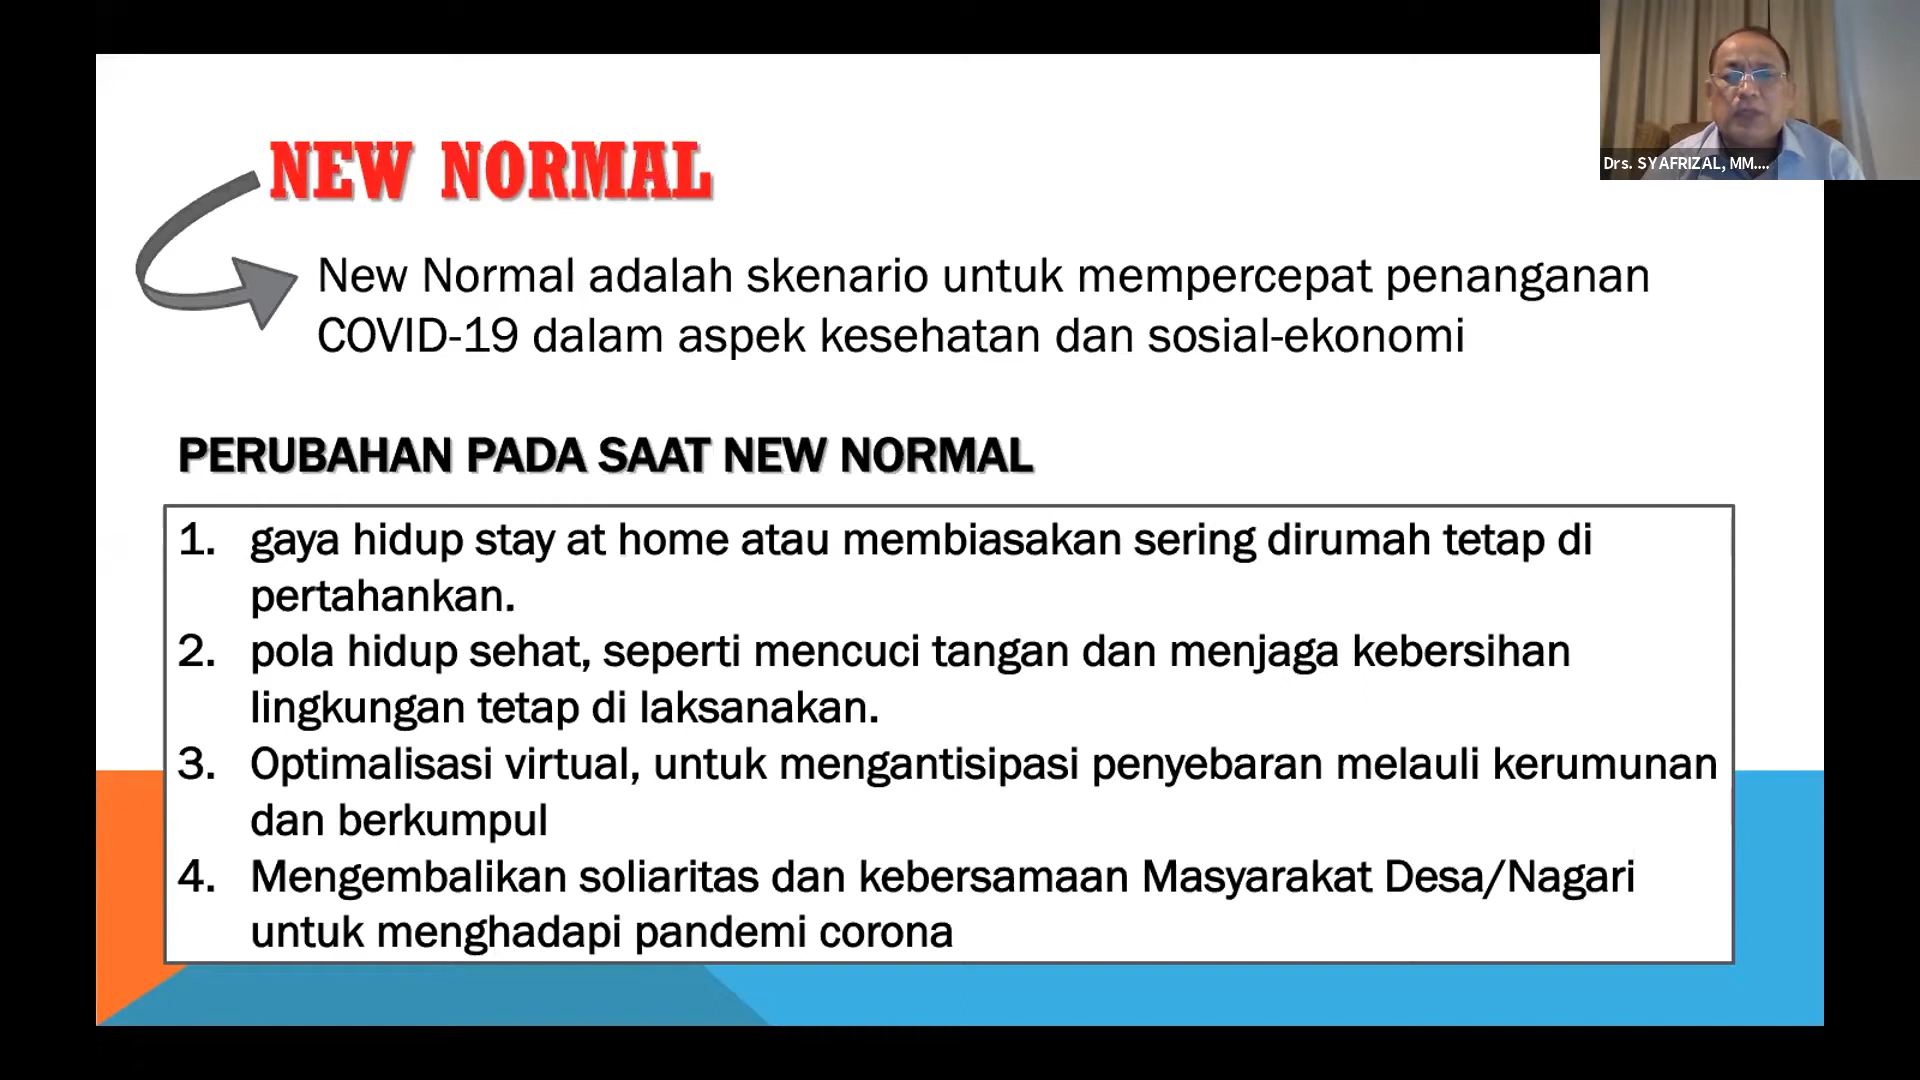 Drs. SYAFRIZAL, MM....
NEW NORMAL
New Normal adalah skenario untuk mempercepat penanganan
COVID-19 dalam aspek kesehatan dan sosial-ekonomi
PERUBAHAN PADA SAAT NEW NORMAL
1. gaya hidup stay at home atau membiasakan sering dirumah tetap di
pertahankan.
2. pola hidup sehat, seperti mencuci tangan dan menjaga kebersihan
lingkungan tetap di laksanakan.
3. Optimalisasi virtual, untuk mengantisipasi penyebaran melauli kerumunan
dan berkumpul
4. Mengembalikan soliaritas dan kebersamaan Masyarakat Desa/Nagari
untuk menghadapi pandemi corona